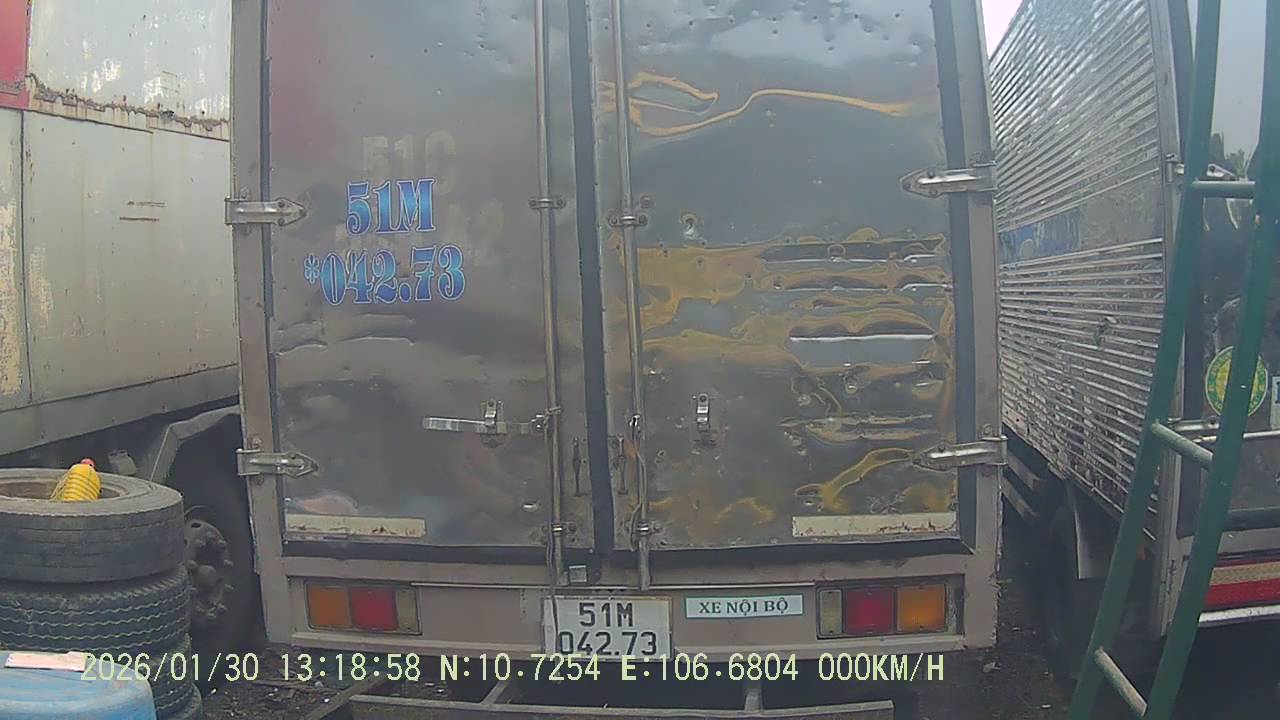 51C
51M
*042.73
51M
042.73
XE NỘI BỘ
2026/01/30 13:18:58 N:10.7254 E:106.6804 000KM/H